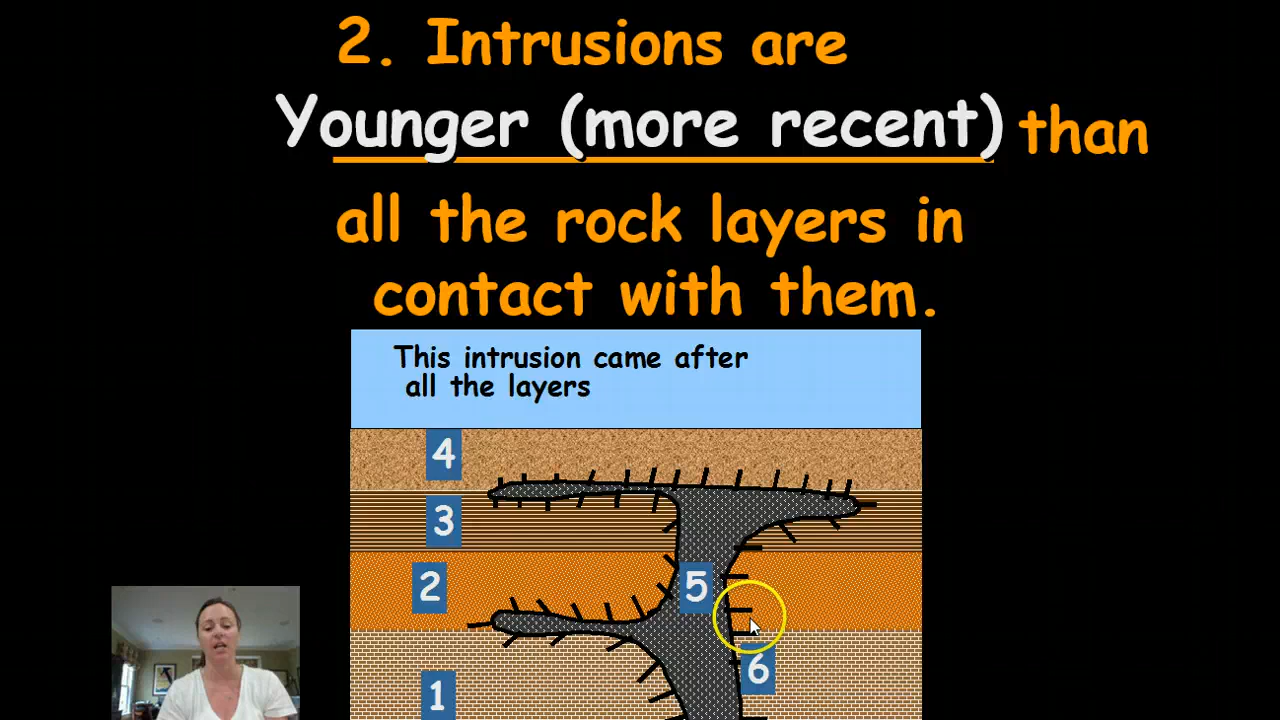 2. Intrusions are
Younger (more recent) than
all the rock layers in
contact with them.
This intrusion came after
all the layers
4
3
2
5
6
1